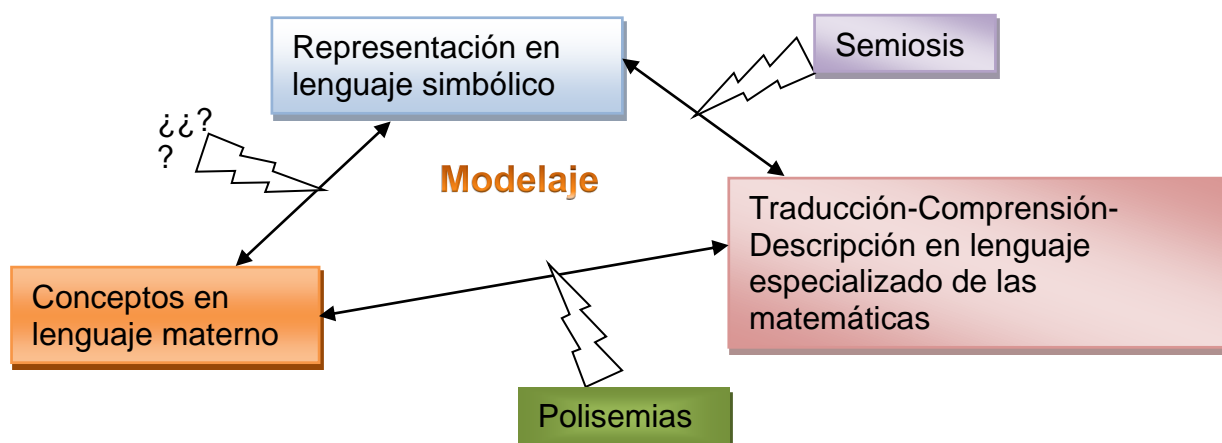 Representación en
lenguaje simbólico
Semiosis
¿¿?
?
Modelaje
Traducción-Comprensión-
Descripción en lenguaje
especializado de las
matemáticas
Conceptos en
lenguaje materno
Polisemias